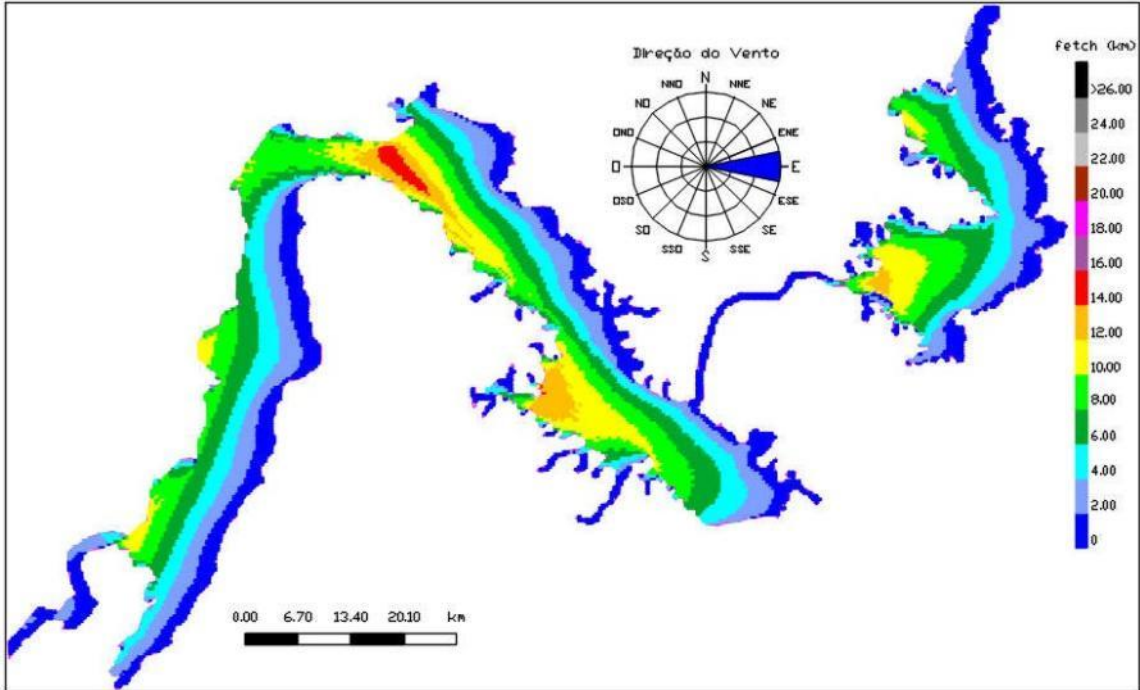 Direção do Vento
N
NNO
NNE
NO
NE
ONO
ENE
O
E
OSO
ESE
SO
SE
SSO
SSE
S
fetch (km)
>26.00
24.00
22.00
20.00
18.00
16.00
14.00
12.00
10.00
8.00
6.00
4.00
2.00
0
0.00 6.70 13.40 20.10 km